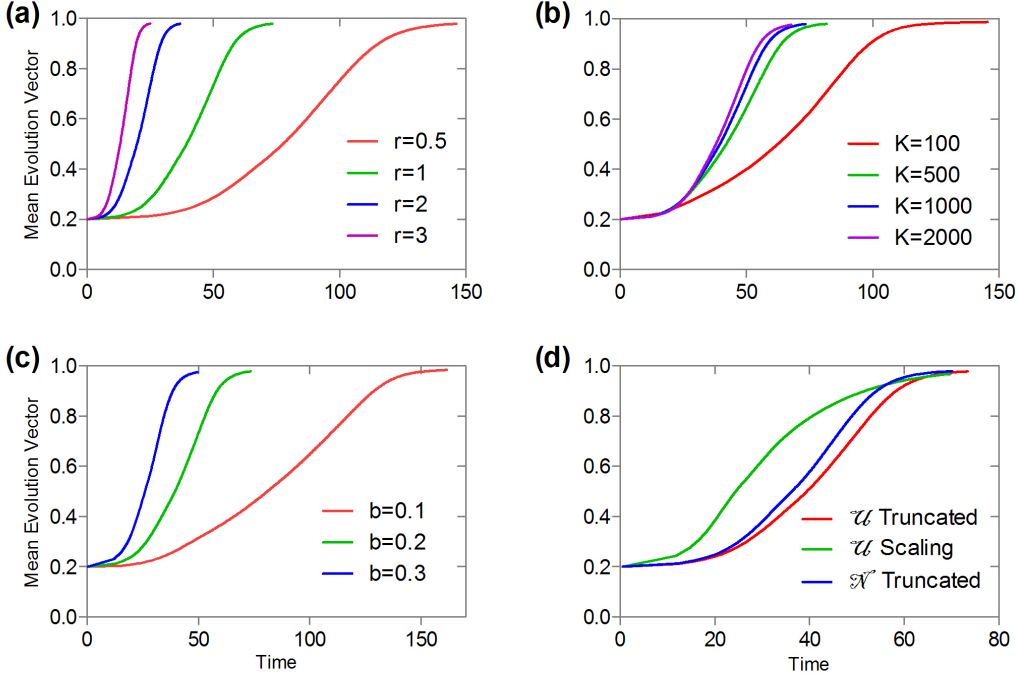 (a)
Mean Evolution Vector
1.0
0.8
0.6
0.4
0.2
0.0
0
50
100
150
r=0.5
r=1
r=2
r=3
(b)
1.0
0.8
0.6
0.4
0.2
0.0
0
50
100
150
K=100
K=500
K=1000
K=2000
(c)
Mean Evolution Vector
1.0
0.8
0.6
0.4
0.2
0.0
0
50
100
150
Time
b=0.1
b=0.2
b=0.3
(d)
1.0
0.8
0.6
0.4
0.2
0.0
0
20
40
60
80
Time
𝒰 Truncated
𝒰 Scaling
𝒩 Truncated